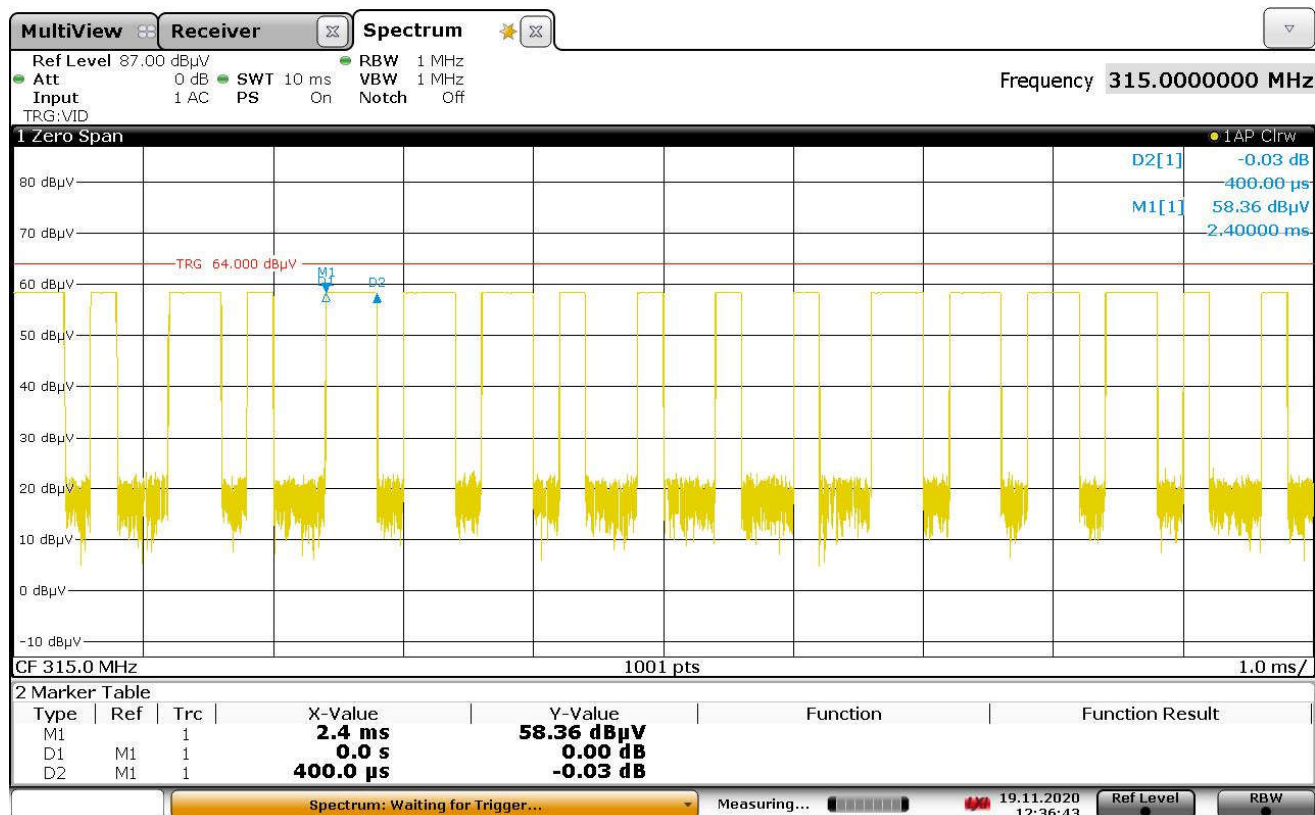 MultiView Receiver Spectrum
Ref Level 87.00 dBµV RBW 1 MHz
Att 0 dB SWT 10 ms VBW 1 MHz
Input 1 AC PS On Notch Off
TRG:VID
Frequency 315.0000000 MHz
1 Zero Span 1AP Clrw
D2[1] -0.03 dB
400.00 µs
M1[1] 58.36 dBµV
2.40000 ms
80 dBµV
70 dBµV
TRG 64.000 dBµV
M1
D1 D2
60 dBµV
50 dBµV
40 dBµV
30 dBµV
20 dBµV
10 dBµV
0 dBµV
-10 dBµV
CF 315.0 MHz 1001 pts 1.0 ms/
2 Marker Table
Type Ref Trc X-Value Y-Value Function Function Result
M1 1 2.4 ms 58.36 dBµV
D1 M1 1 0.0 s 0.00 dB
D2 M1 1 400.0 µs -0.03 dB
Spectrum: Waiting for Trigger... Measuring... LXI 19.11.2020 Ref Level RBW
12:36:43